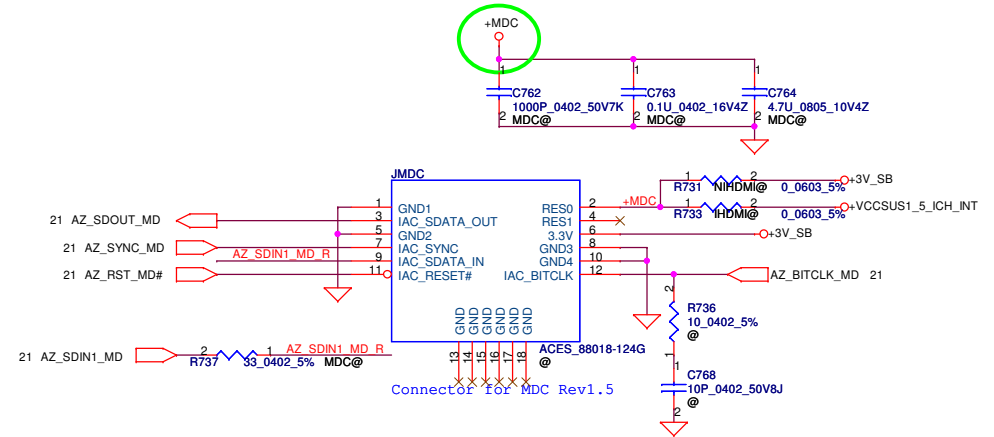 +MDC
1 1 1
C762 C763 C764
1000P_0402_50V7K 0.1U_0402_16V4Z 4.7U_0805_10V4Z
2 MDC@ 2 MDC@ 2 MDC@
JMDC
1 2 +3V_SB
R731 NIHDMI@ 0_0603_5%
1 GND1 RES0 2 +MDC 1 2 +VCCSUS1_5_ICH_INT
R733 IHDMI@ 0_0603_5%
21 AZ_SDOUT_MD 3 IAC_SDATA_OUT RES1 4
5 GND2 3.3V 6 +3V_SB
21 AZ_SYNC_MD 7 IAC_SYNC GND3 8
AZ_SDIN1_MD_R 9 IAC_SDATA_IN GND4 10
21 AZ_RST_MD# 11 IAC_RESET# IAC_BITCLK 12 AZ_BITCLK_MD 21
2
R736
10_0402_5%
@
1
GND GND GND GND GND GND
13 14 15 16 17 18
ACES_88018-124G
@
21 AZ_SDIN1_MD 2 1 AZ_SDIN1_MD_R
R737 33_0402_5% MDC@
Connector for MDC Rev1.5
1
C768
10P_0402_50V8J
@
2